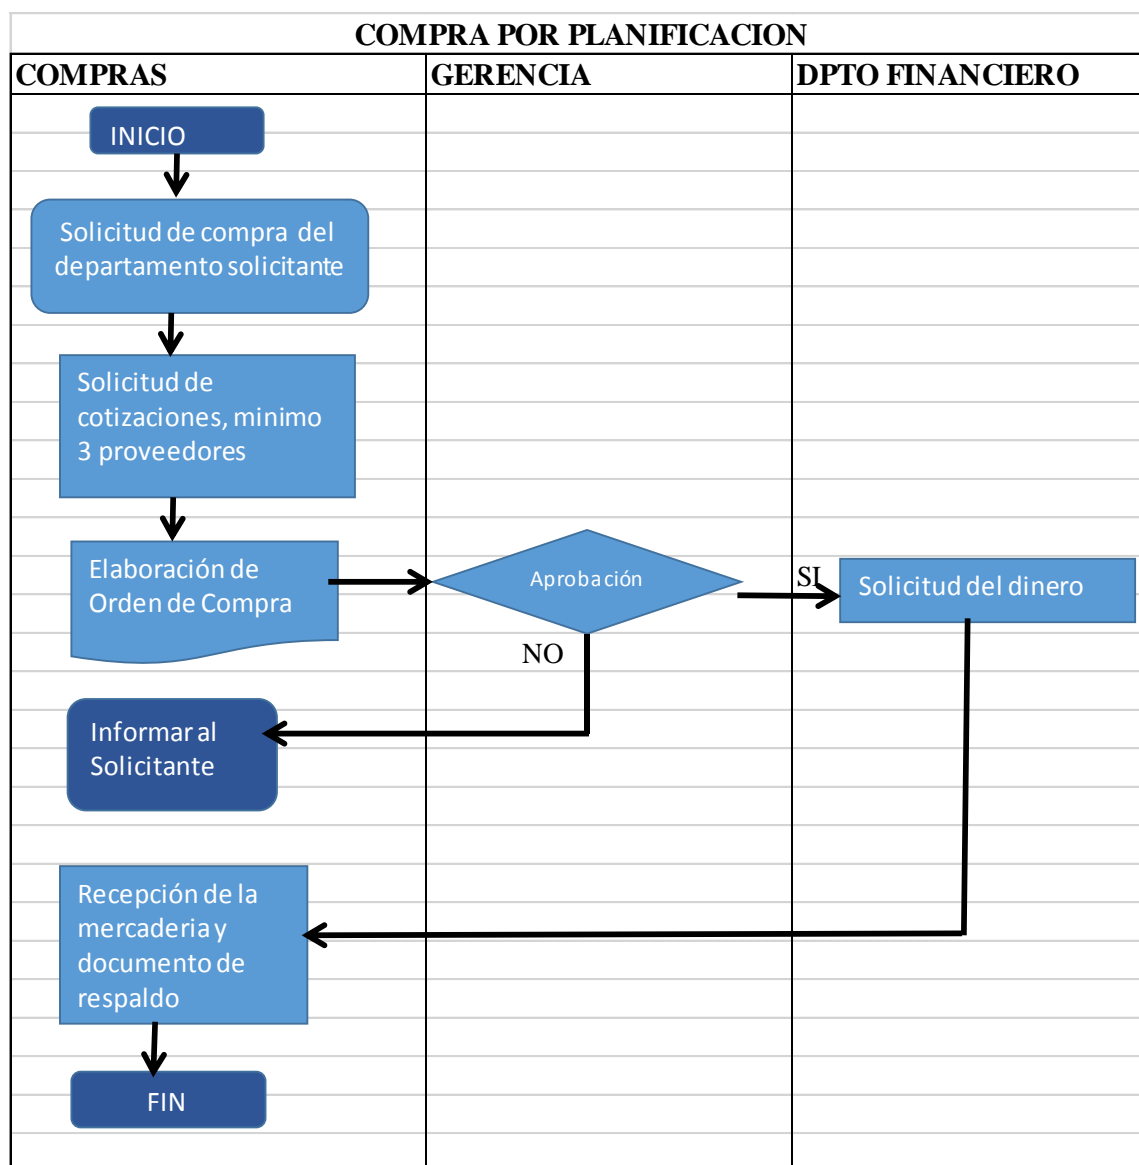 COMPRA POR PLANIFICACION
COMPRAS
GERENCIA
DPTO FINANCIERO
INICIO
Solicitud de compra del
departamento solicitante
Solicitud de
cotizaciones, minimo
3 proveedores
Elaboración de
Orden de Compra
Aprobación
SI
Solicitud del dinero
NO
Informar al
Solicitante
Recepción de la
mercaderia y
documento de
respaldo
FIN